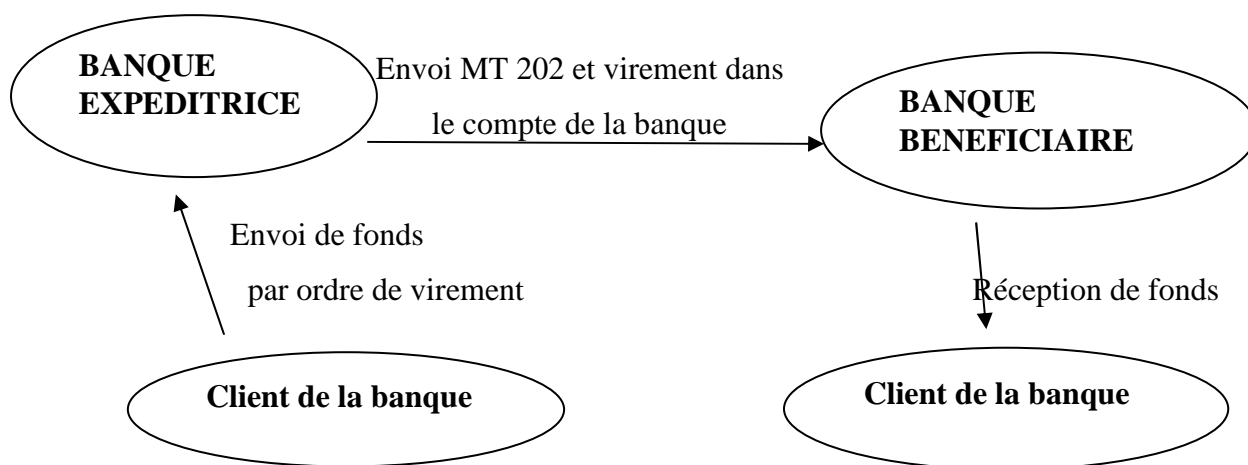 BANQUE
EXPEDITRICE
Envoi MT 202 et virement dans
le compte de la banque
BANQUE
BENEFICIAIRE
Envoi de fonds
par ordre de virement
Réception de fonds
Client de la banque
Client de la banque